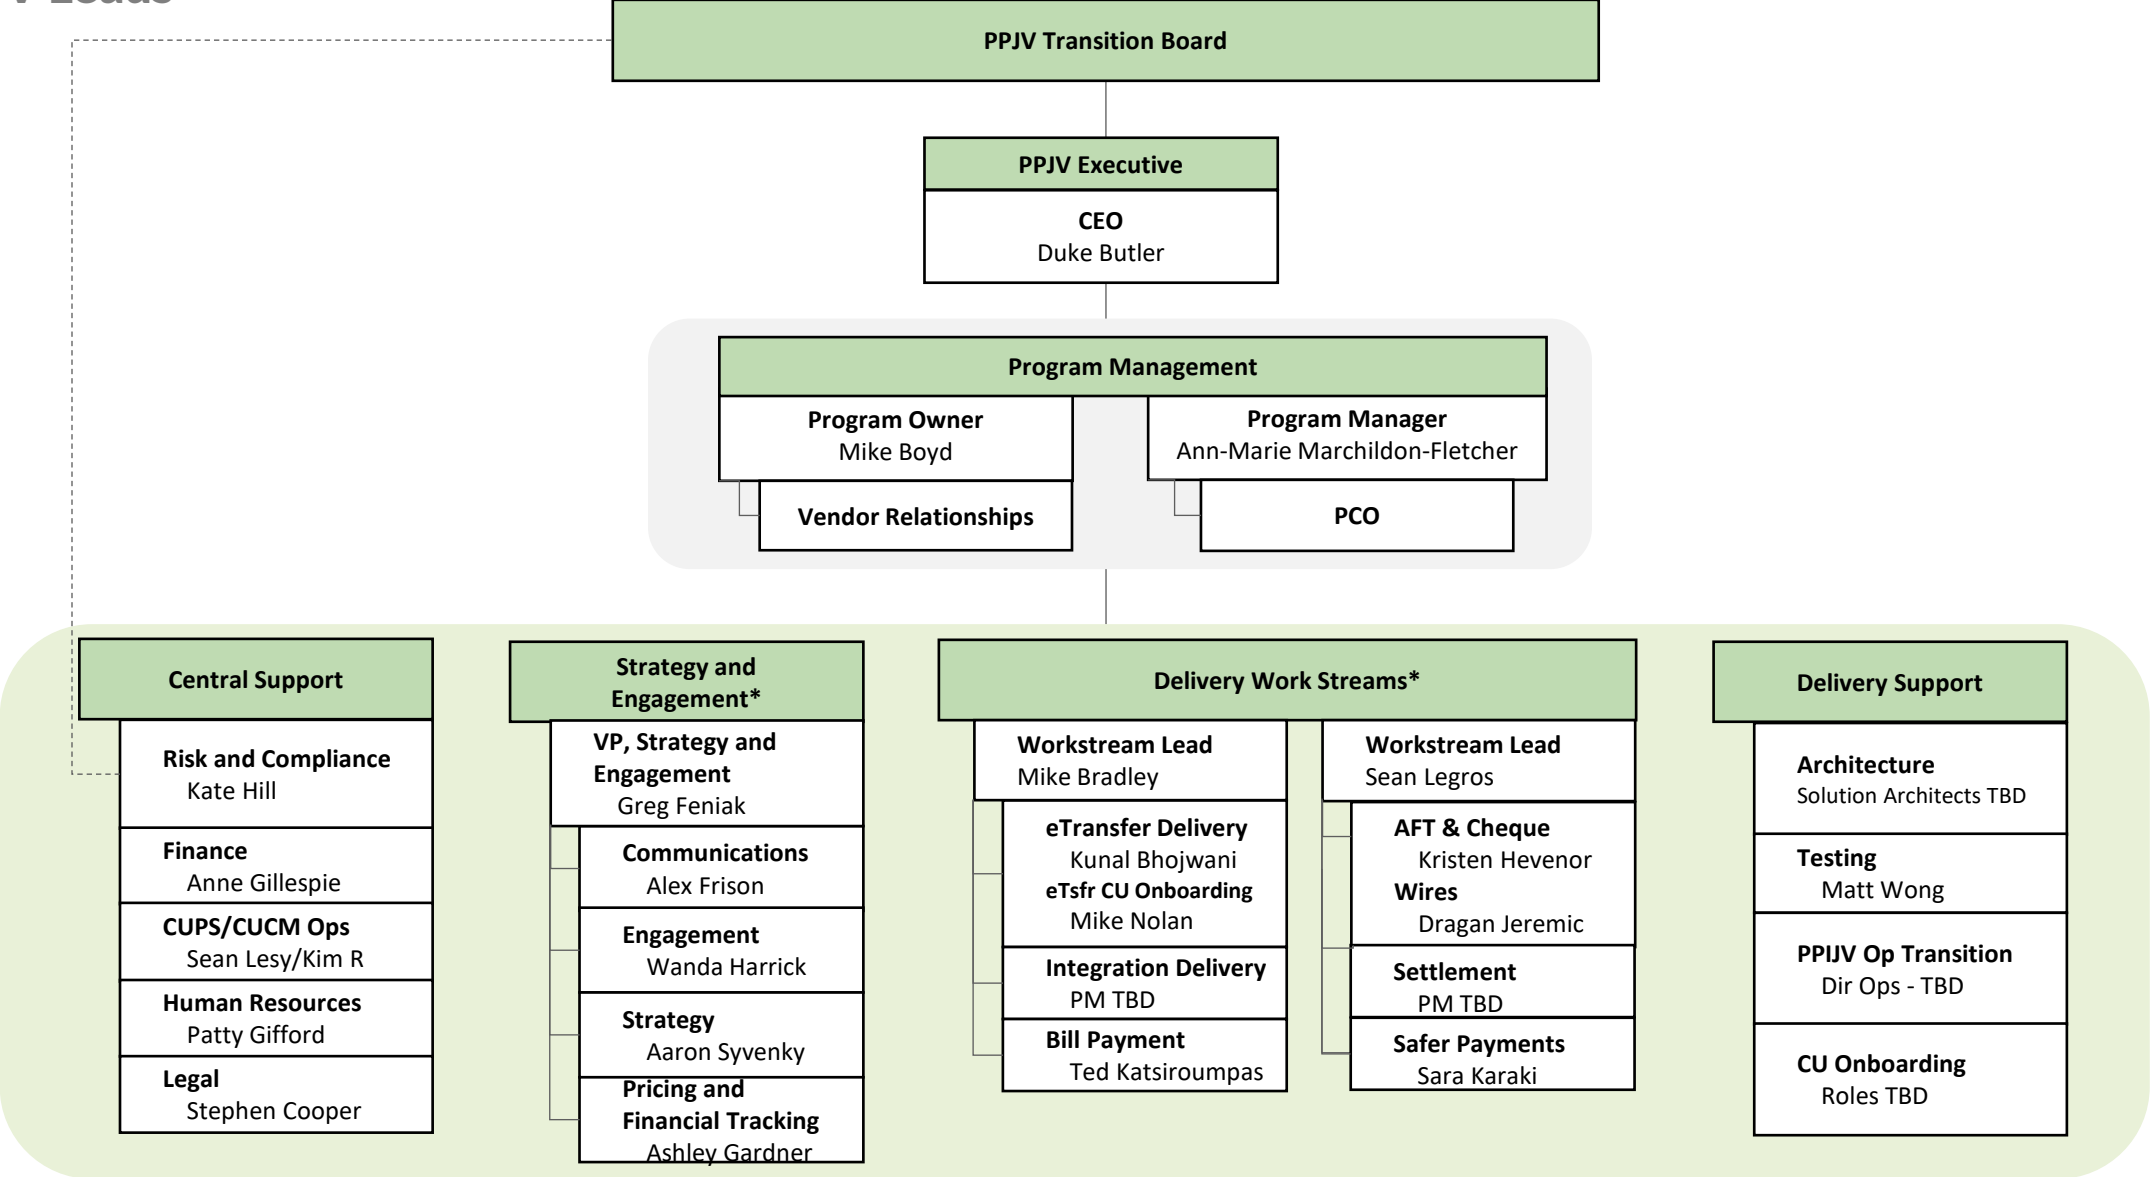 PPJV Transition Board
PPJV Executive
CEO
Duke Butler
Program Management
Program Owner
Mike Boyd
Vendor Relationships
Program Manager
Ann-Marie Marchildon-Fletcher
PCO
Central Support
Risk and Compliance
Kate Hill
Finance
Anne Gillespie
CUPS/CUCM Ops
Sean Lesy/Kim R
Human Resources
Patty Gifford
Legal
Stephen Cooper
Strategy and
Engagement*
VP, Strategy and
Engagement
Greg Feniak
Communications
Alex Frison
Engagement
Wanda Harrick
Strategy
Aaron Syvenky
Pricing and
Financial Tracking
Ashley Gardner
Delivery Work Streams*
Workstream Lead
Mike Bradley
eTransfer Delivery
Kunal Bhojwani
eTsfr CU Onboarding
Mike Nolan
Integration Delivery
PM TBD
Bill Payment
Ted Katsiroumpas
Workstream Lead
Sean Legros
AFT & Cheque
Kristen Hevenor
Wires
Dragan Jeremic
Settlement
PM TBD
Safer Payments
Sara Karaki
Delivery Support
Architecture
Solution Architects TBD
Testing
Matt Wong
PPIJV Op Transition
Dir Ops - TBD
CU Onboarding
Roles TBD